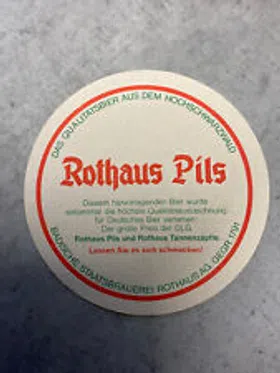 DAS QUALITÄTSBIER AUS DEM HOCHSCHWARZWALD
Rothaus Pils
Diesem hervorragenden Bier wurde
die höchste Qualitätsauszeichnung
für Deutsches Bier verliehen:
Der große Preis der DLG.
Rothaus Pils und Rothaus Tannenzäpfle.
Lassen Sie es sich schmecken!
BADISCHE STAATSBRAUEREI ROTHAUS AG. GEGR. 1791